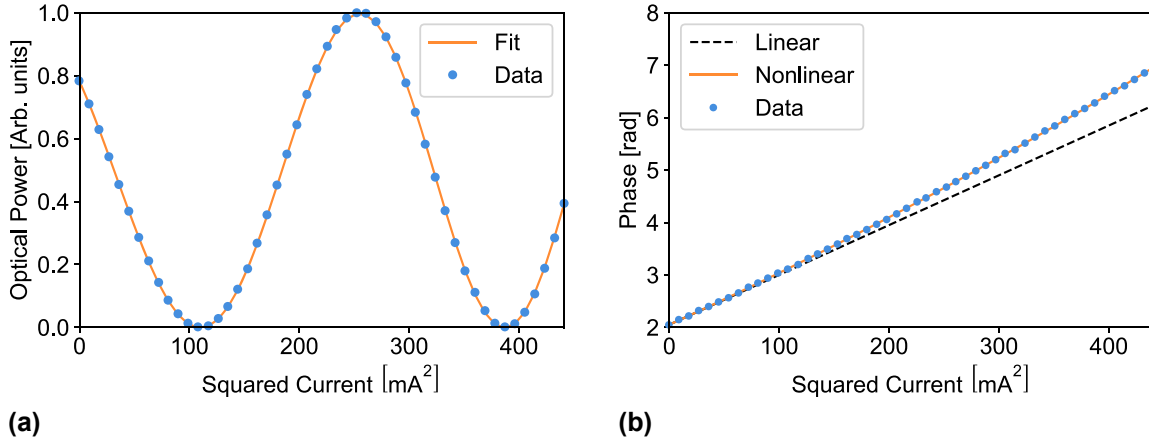 1.0
0.8
0.6
0.4
0.2
0.0
Optical Power [Arb. units]
Fit
Data
0 100 200 300 400
Squared Current [mA²]
(a)
8
7
6
5
4
3
2
Phase [rad]
Linear
Nonlinear
Data
0 100 200 300 400
Squared Current [mA²]
(b)